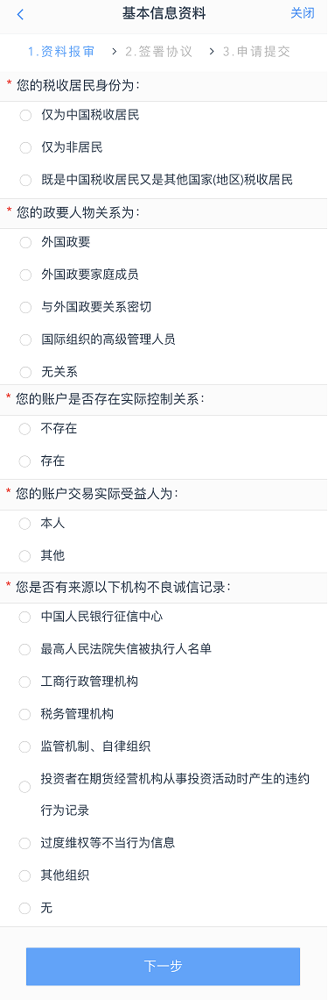 基本信息资料 关闭
1.资料报审 > 2.签署协议 > 3.申请提交
* 您的税收居民身份为:
仅为中国税收居民
仅为非居民
既是中国税收居民又是其他国家(地区)税收居民
* 您的政要人物关系为:
外国政要
外国政要家庭成员
与外国政要关系密切
国际组织的高级管理人员
无关系
* 您的账户是否存在实际控制关系:
不存在
存在
* 您的账户交易实际受益人为:
本人
其他
* 您是否有来源以下机构不良诚信记录:
中国人民银行征信中心
最高人民法院失信被执行人名单
工商行政管理机构
税务管理机构
监管机制、自律组织
投资者在期货经营机构从事投资活动时产生的违约
行为记录
过度维权等不当行为信息
其他组织
无
下一步